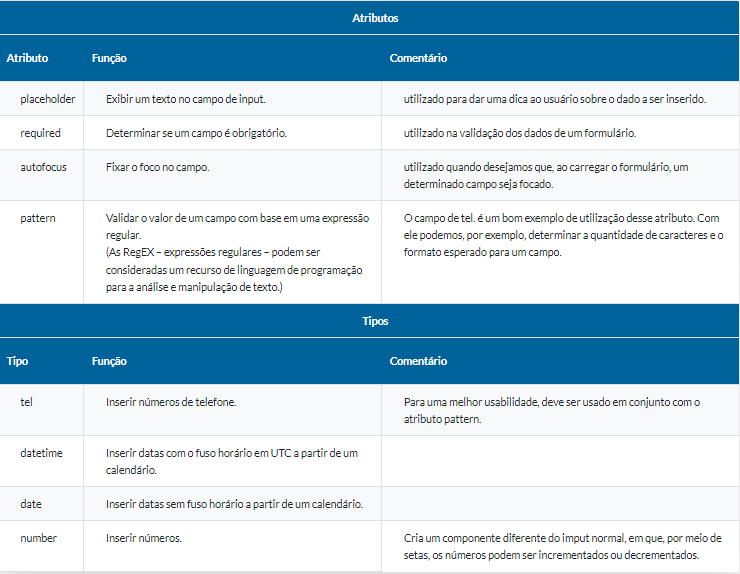 Atributos
Atributo Função Comentário
placeholder Exibir um texto no campo de input. utilizado para dar uma dica ao usuário sobre o dado a ser inserido.
required Determinar se um campo é obrigatório. utilizado na validação dos dados de um formulário.
autofocus Fixar o foco no campo. utilizado quando desejamos que, ao carregar o formulário, um
determinado campo seja focado.
pattern Validar o valor de um campo com base em uma expressão
regular.
(As RegEX – expressões regulares – podem ser
consideradas um recurso de linguagem de programação
para a análise e manipulação de texto.)
O campo de tel. é um bom exemplo de utilização desse atributo. Com
ele podemos, por exemplo, determinar a quantidade de caracteres e o
formato esperado para um campo.
Tipos
Tipo Função Comentário
tel Inserir números de telefone. Para uma melhor usabilidade, deve ser usado em conjunto com o
atributo pattern.
datetime Inserir datas com o fuso horário em UTC a partir de um
calendário.
date Inserir datas sem fuso horário a partir de um calendário.
number Inserir números. Cria um componente diferente do imput normal, em que, por meio de
setas, os números podem ser incrementados ou decrementados.